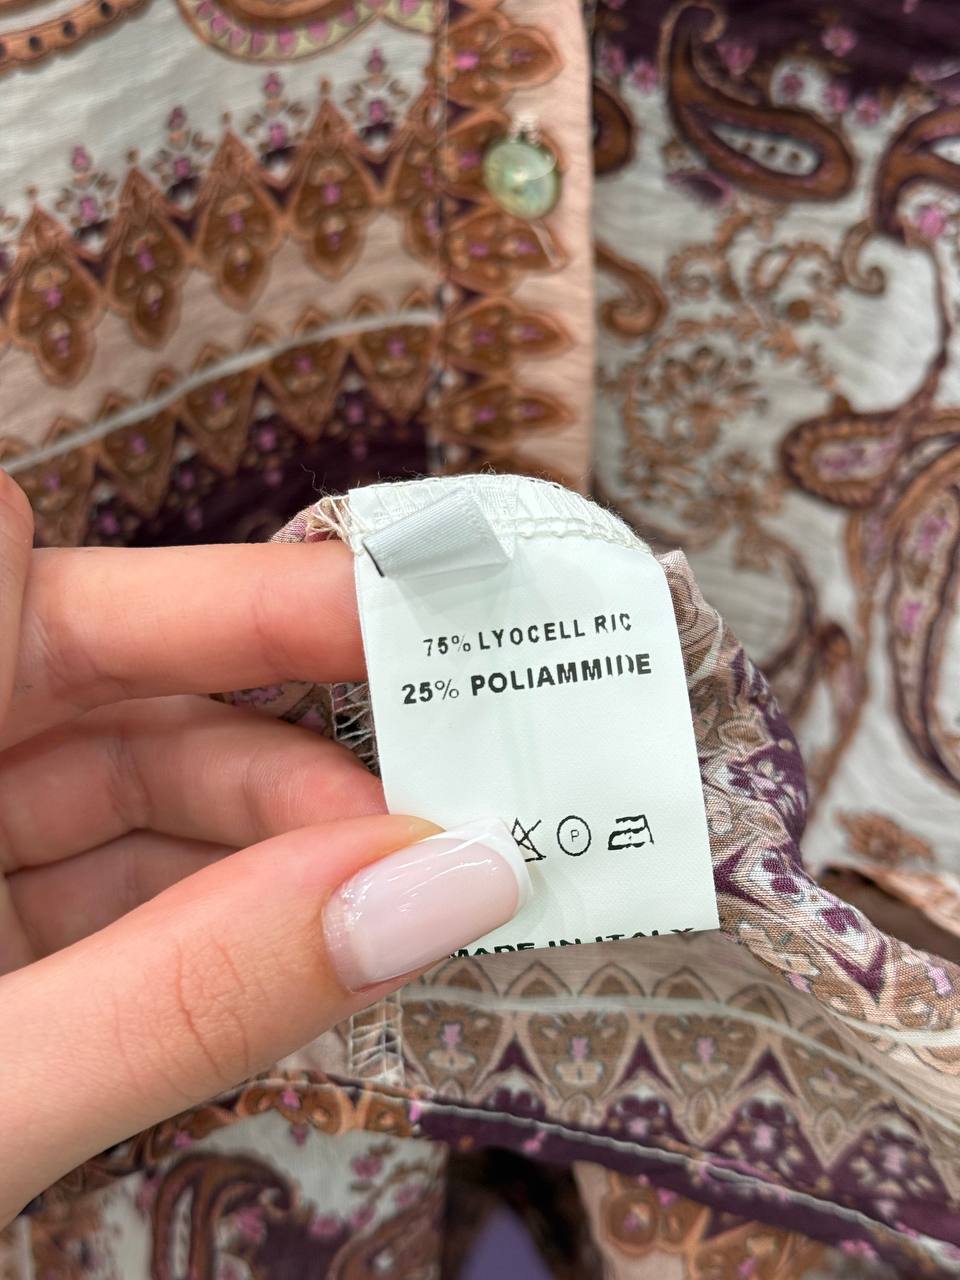 75% LYOCELL RIC
25% POLIAMMIDE
P
MADE IN ITALY